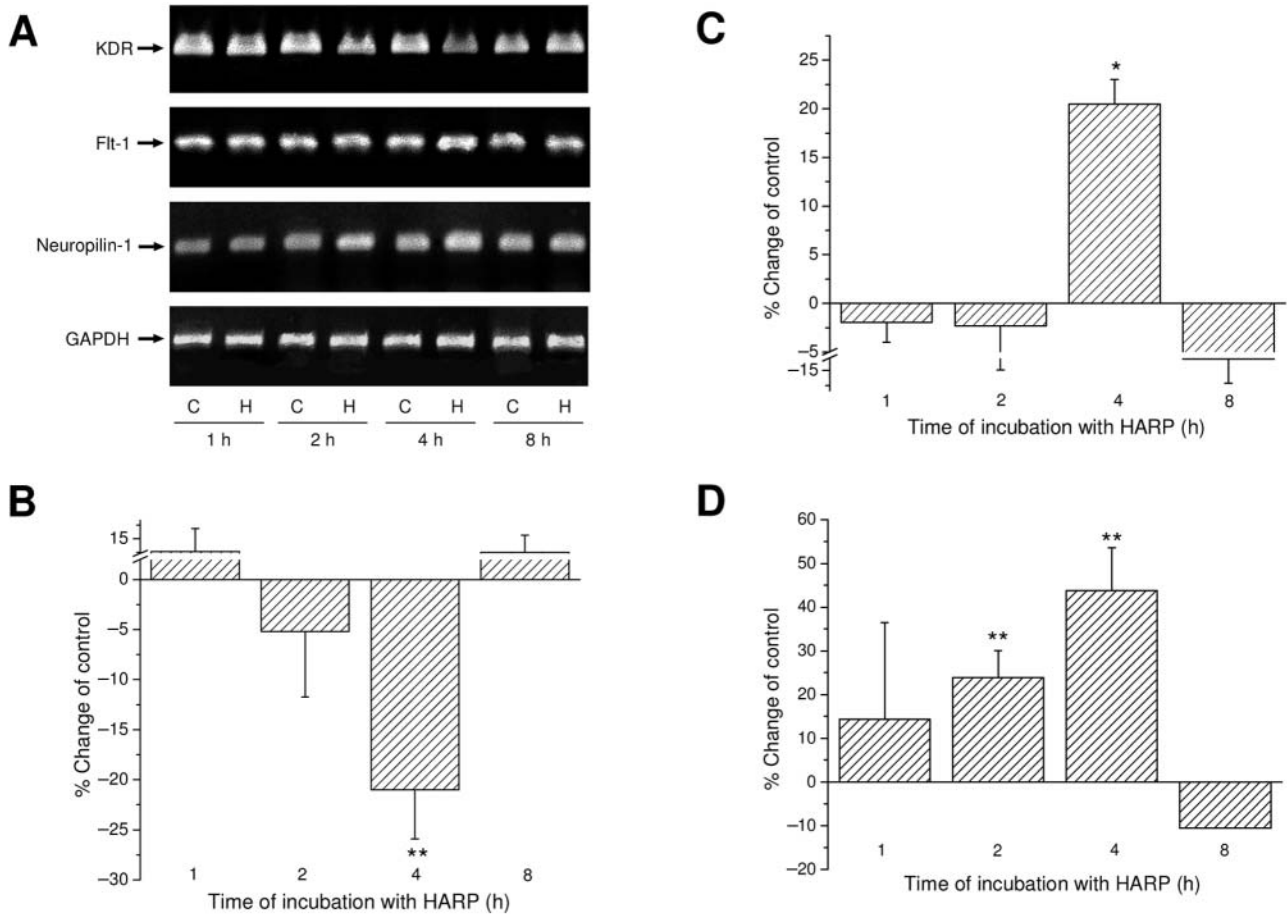 A
KDR
Flt-1
Neuropilin-1
GAPDH
C H C H C H C H
1 h 2 h 4 h 8 h
B
% Change of control
15
0
−5
−10
−15
−20
−25
−30
**
1 2 4 8
Time of incubation with HARP (h)
C
% Change of control
25
20
15
10
5
0
−5
−15
*
1 2 4 8
Time of incubation with HARP (h)
D
% Change of control
60
50
40
30
20
10
0
−10
−20
**
**
1 2 4 8
Time of incubation with HARP (h)